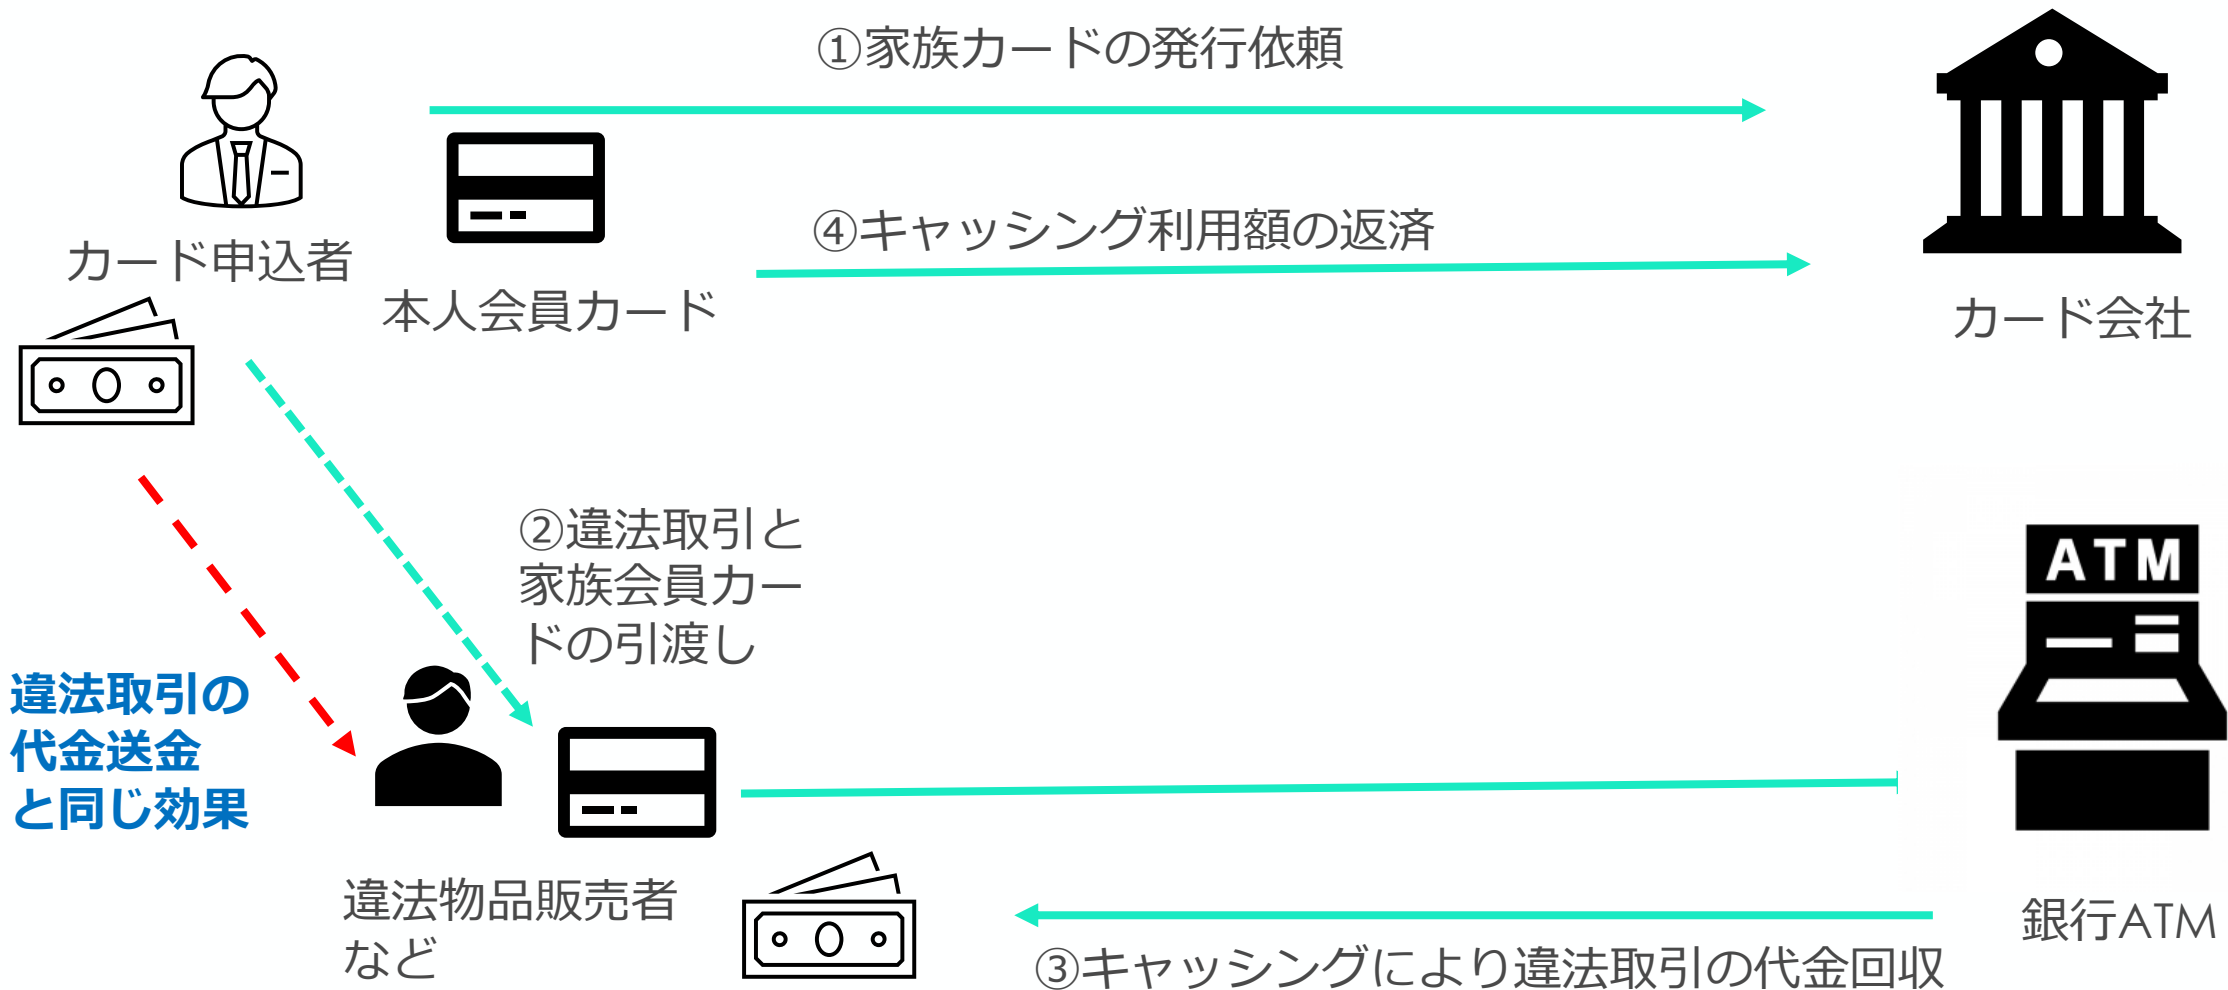 ①家族カードの発行依頼
カード申込者
④キャッシング利用額の返済
本人会員カード
カード会社
②違法取引と
家族会員カー
ドの引渡し
ATM
違法取引の
代金送金
と同じ効果
違法物品販売者
など
銀行ATM
③キャッシングにより違法取引の代金回収